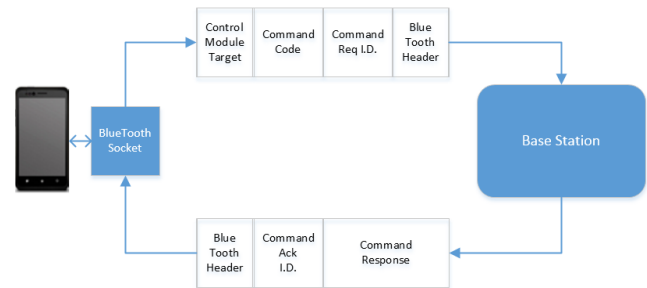 Control
Module
Target
Command
Code
Command
Req I.D.
Blue
Tooth
Header
BlueTooth
Socket
Base Station
Blue
Tooth
Header
Command
Ack
I.D.
Command
Response